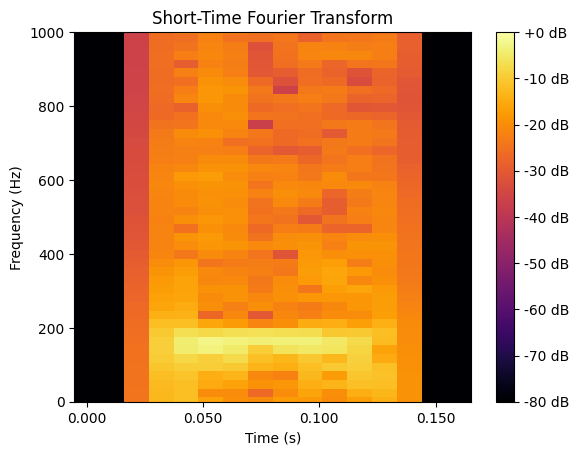 Short-Time Fourier Transform
1000
800
600
400
200
0
Frequency (Hz)
0.000
0.050
0.100
0.150
Time (s)
+0 dB
-10 dB
-20 dB
-30 dB
-40 dB
-50 dB
-60 dB
-70 dB
-80 dB